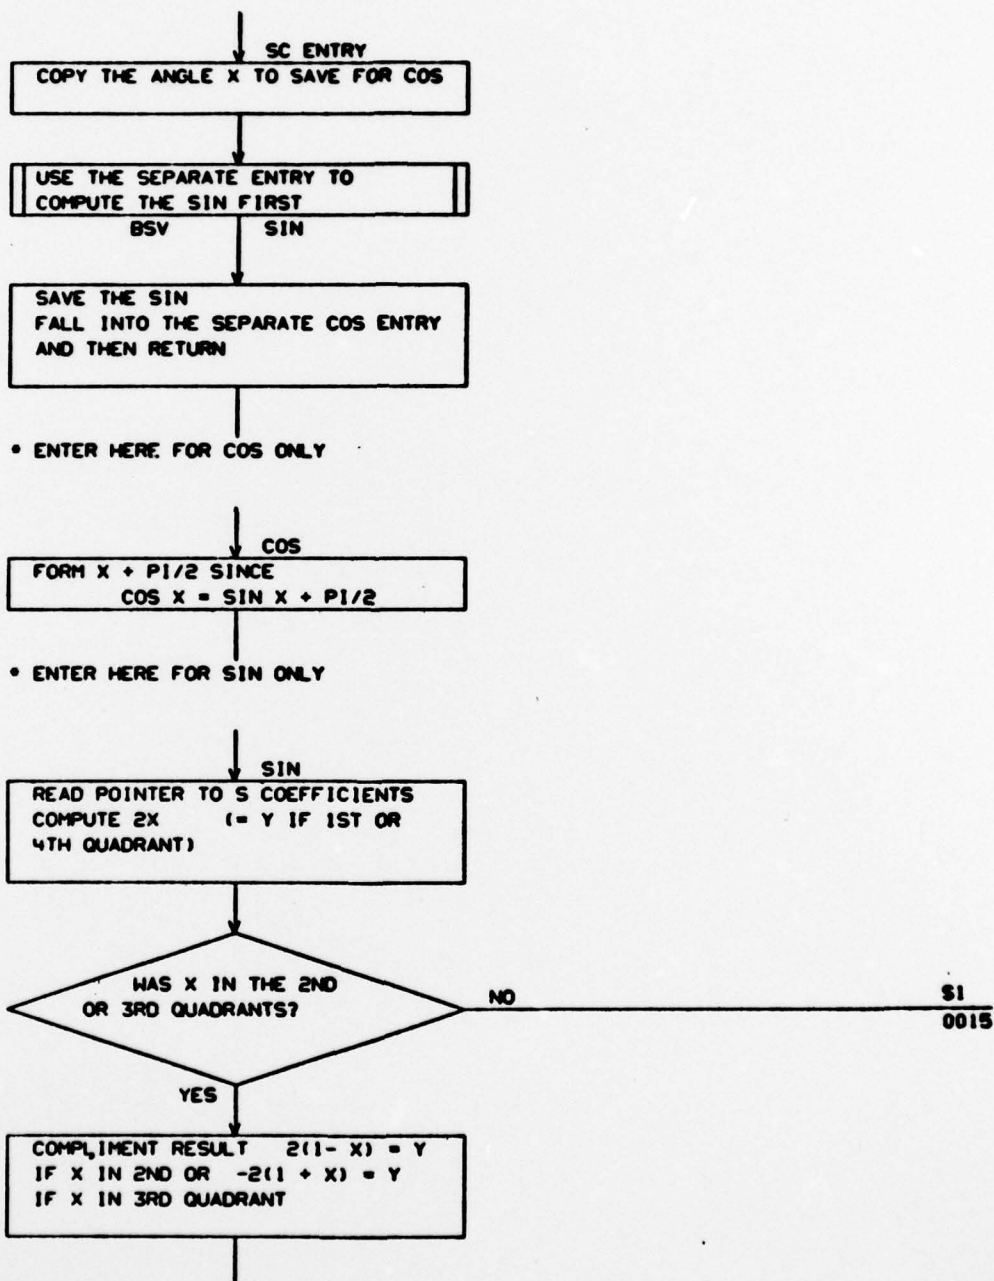 SC ENTRY
COPY THE ANGLE X TO SAVE FOR COS
USE THE SEPARATE ENTRY TO
COMPUTE THE SIN FIRST
BSV SIN
SAVE THE SIN
FALL INTO THE SEPARATE COS ENTRY
AND THEN RETURN
• ENTER HERE FOR COS ONLY
COS
FORM X + PI/2 SINCE
COS X = SIN X + PI/2
• ENTER HERE FOR SIN ONLY
SIN
READ POINTER TO S COEFFICIENTS
COMPUTE 2X (= Y IF 1ST OR
4TH QUADRANT)
WAS X IN THE 2ND
OR 3RD QUADRANTS?
NO
S1
0015
YES
COMPLIMENT RESULT 2(1- X) = Y
IF X IN 2ND OR -2(1 + X) = Y
IF X IN 3RD QUADRANT